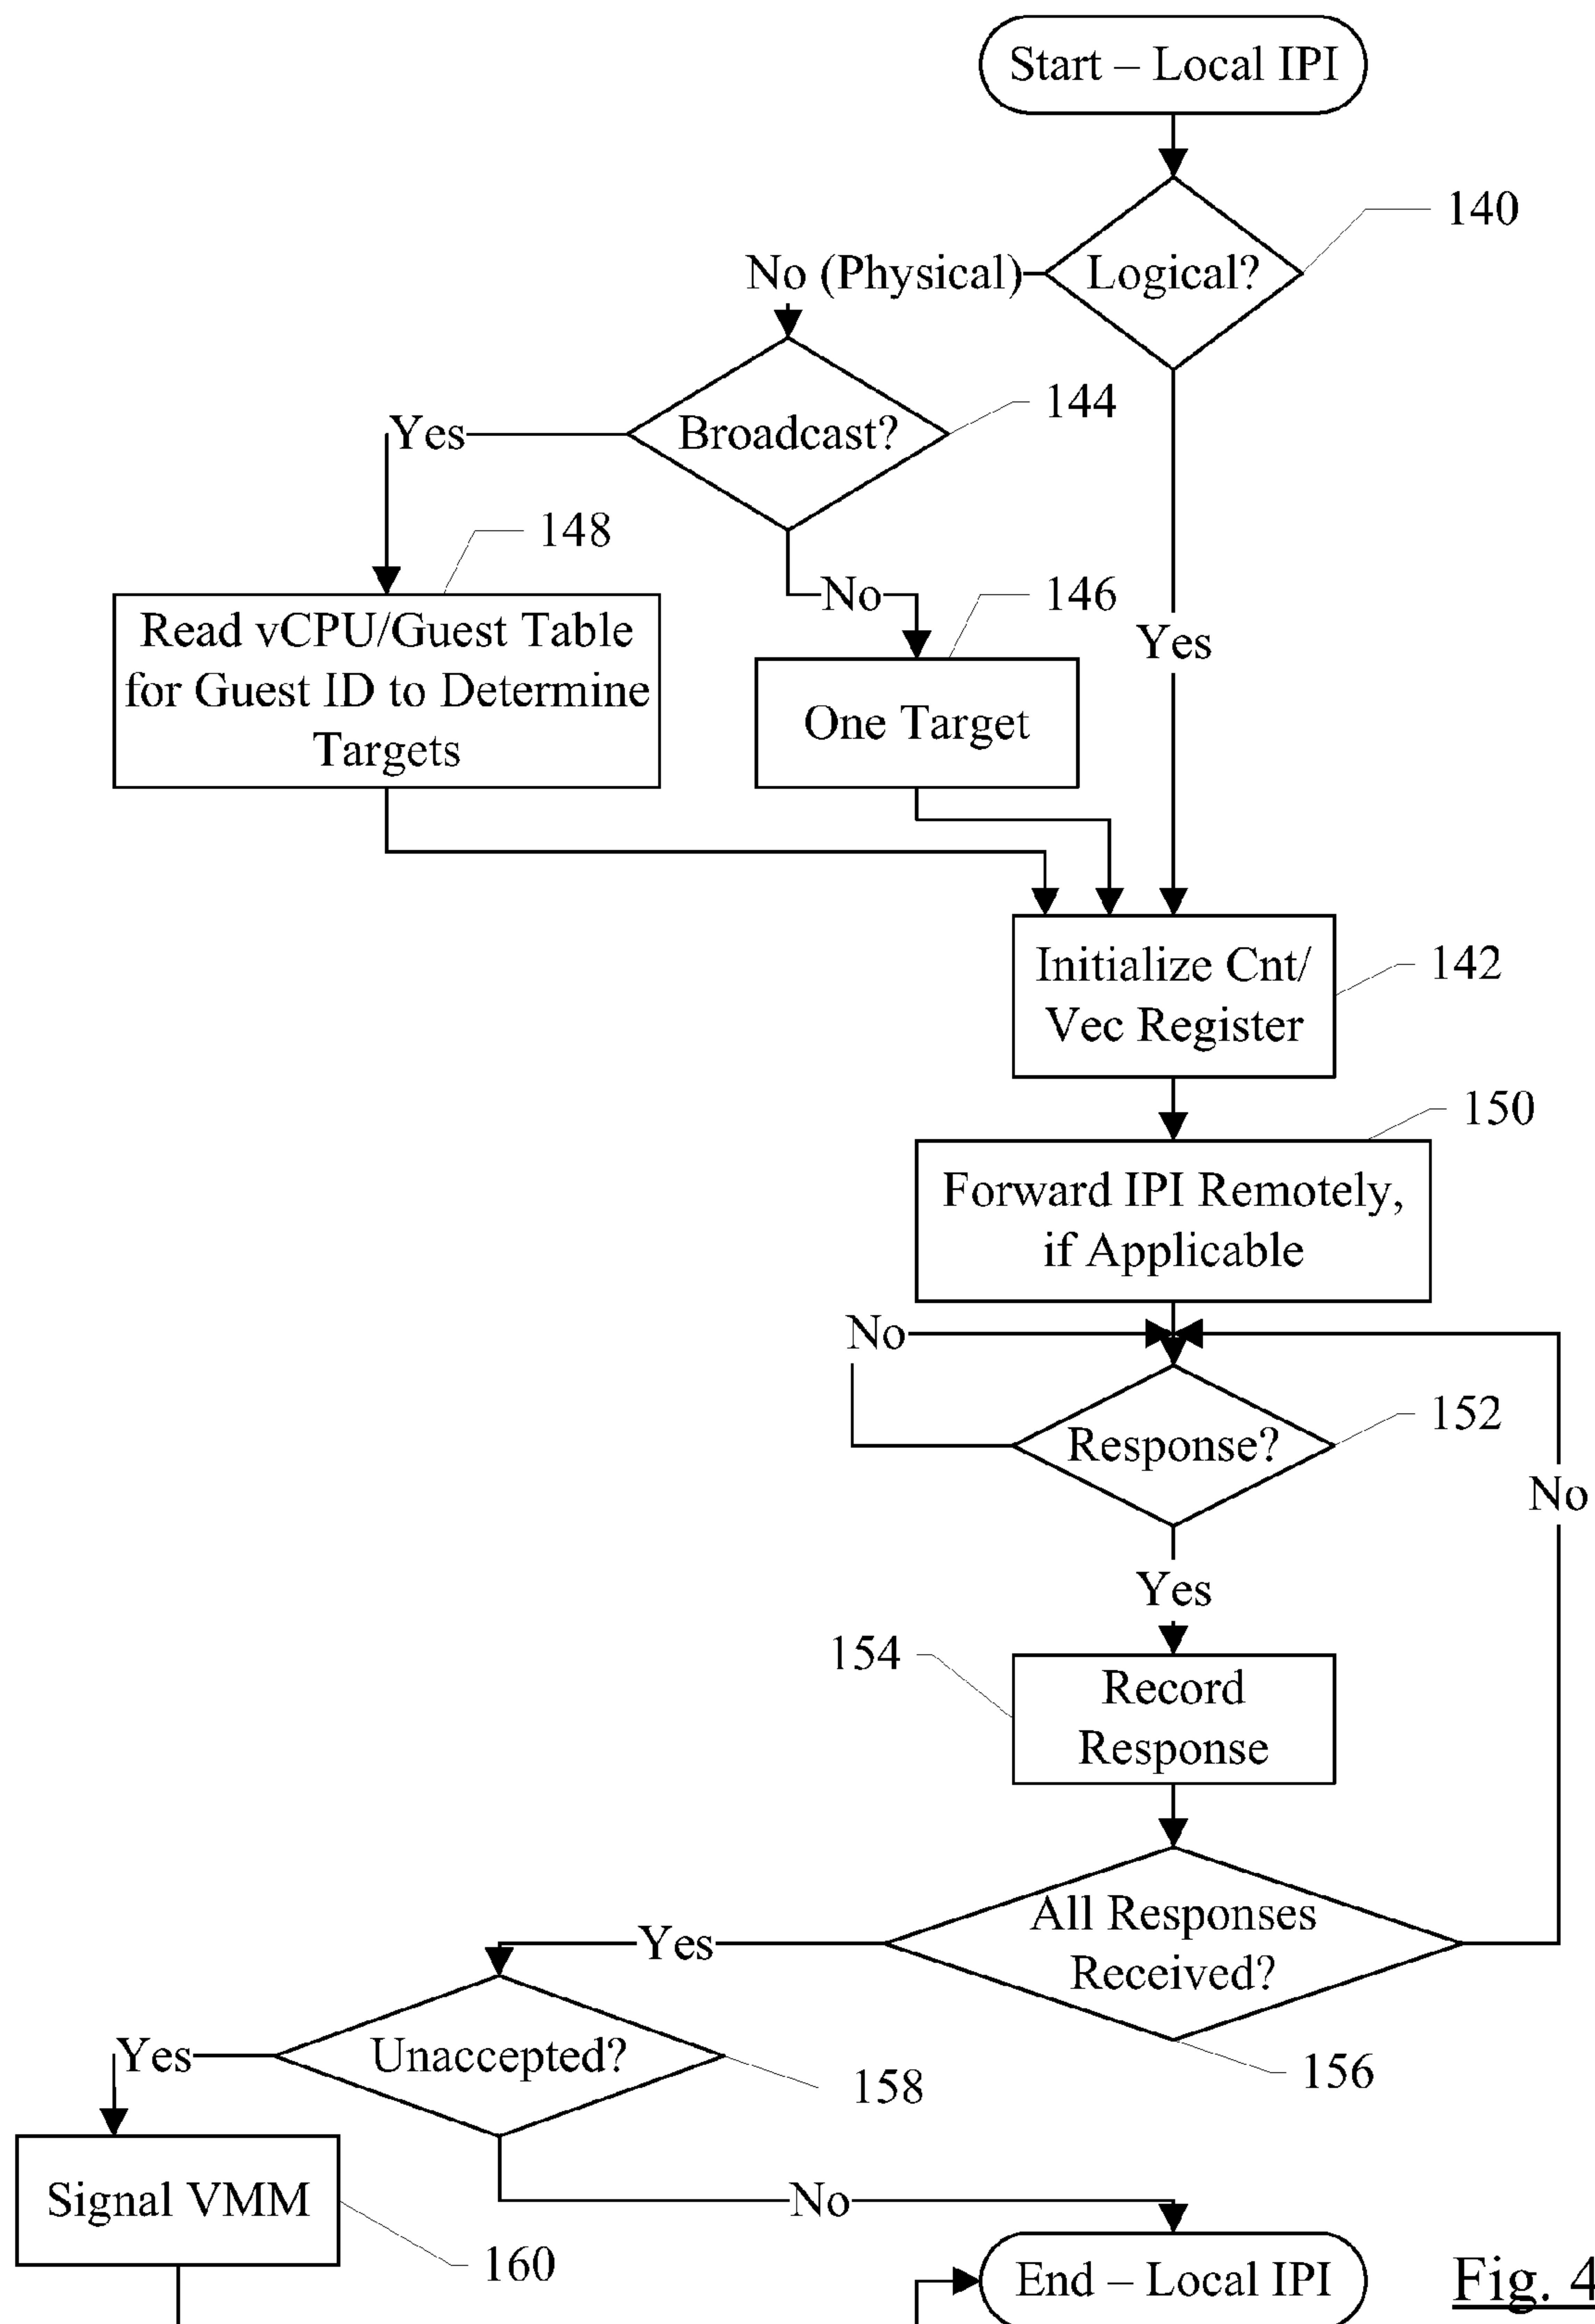 Start – Local IPI
140
Logical?
No (Physical)
144
Broadcast?
Yes
148
No
146
Read vCPU/Guest Table
for Guest ID to Determine
Targets
One Target
Yes
Initialize Cnt/
Vec Register
142
150
Forward IPI Remotely,
if Applicable
No
152
Response?
No
Yes
154
Record
Response
All Responses
Received?
Yes
156
Unaccepted?
Yes
158
Signal VMM
No
160
End – Local IPI
Fig. 4